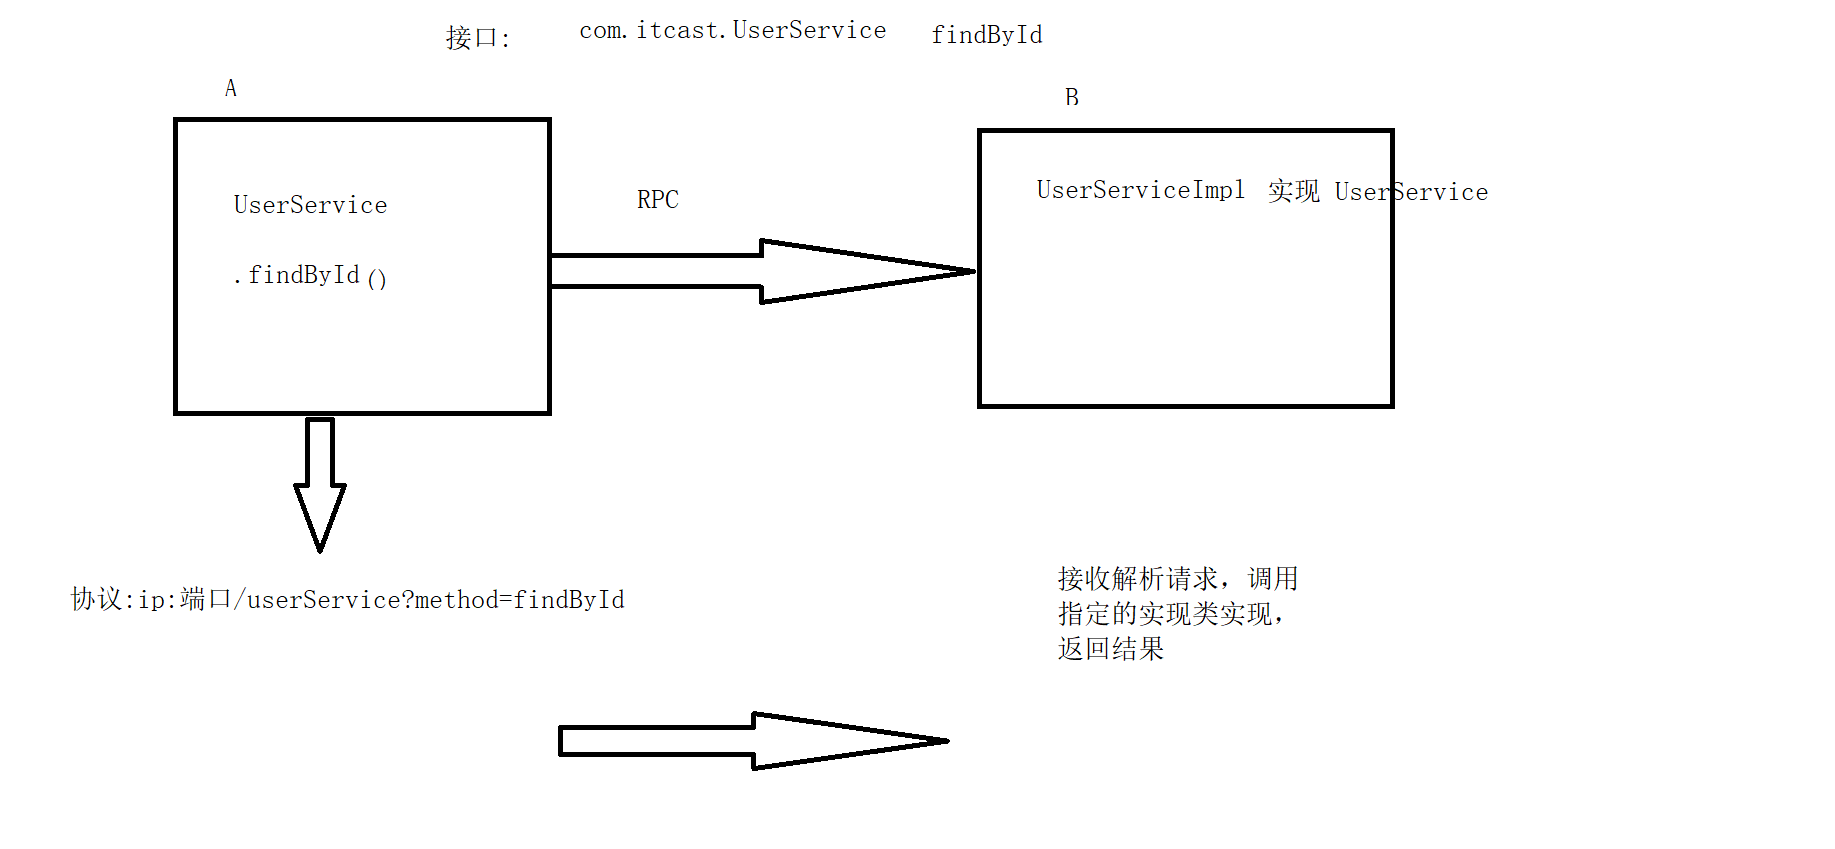 接口: com.itcast.UserService findById
A
B
UserService
.findById()
RPC
UserServiceImpl 实现 UserService
协议:ip:端口/userService?method=findById
接收解析请求，调用
指定的实现类实现，
返回结果